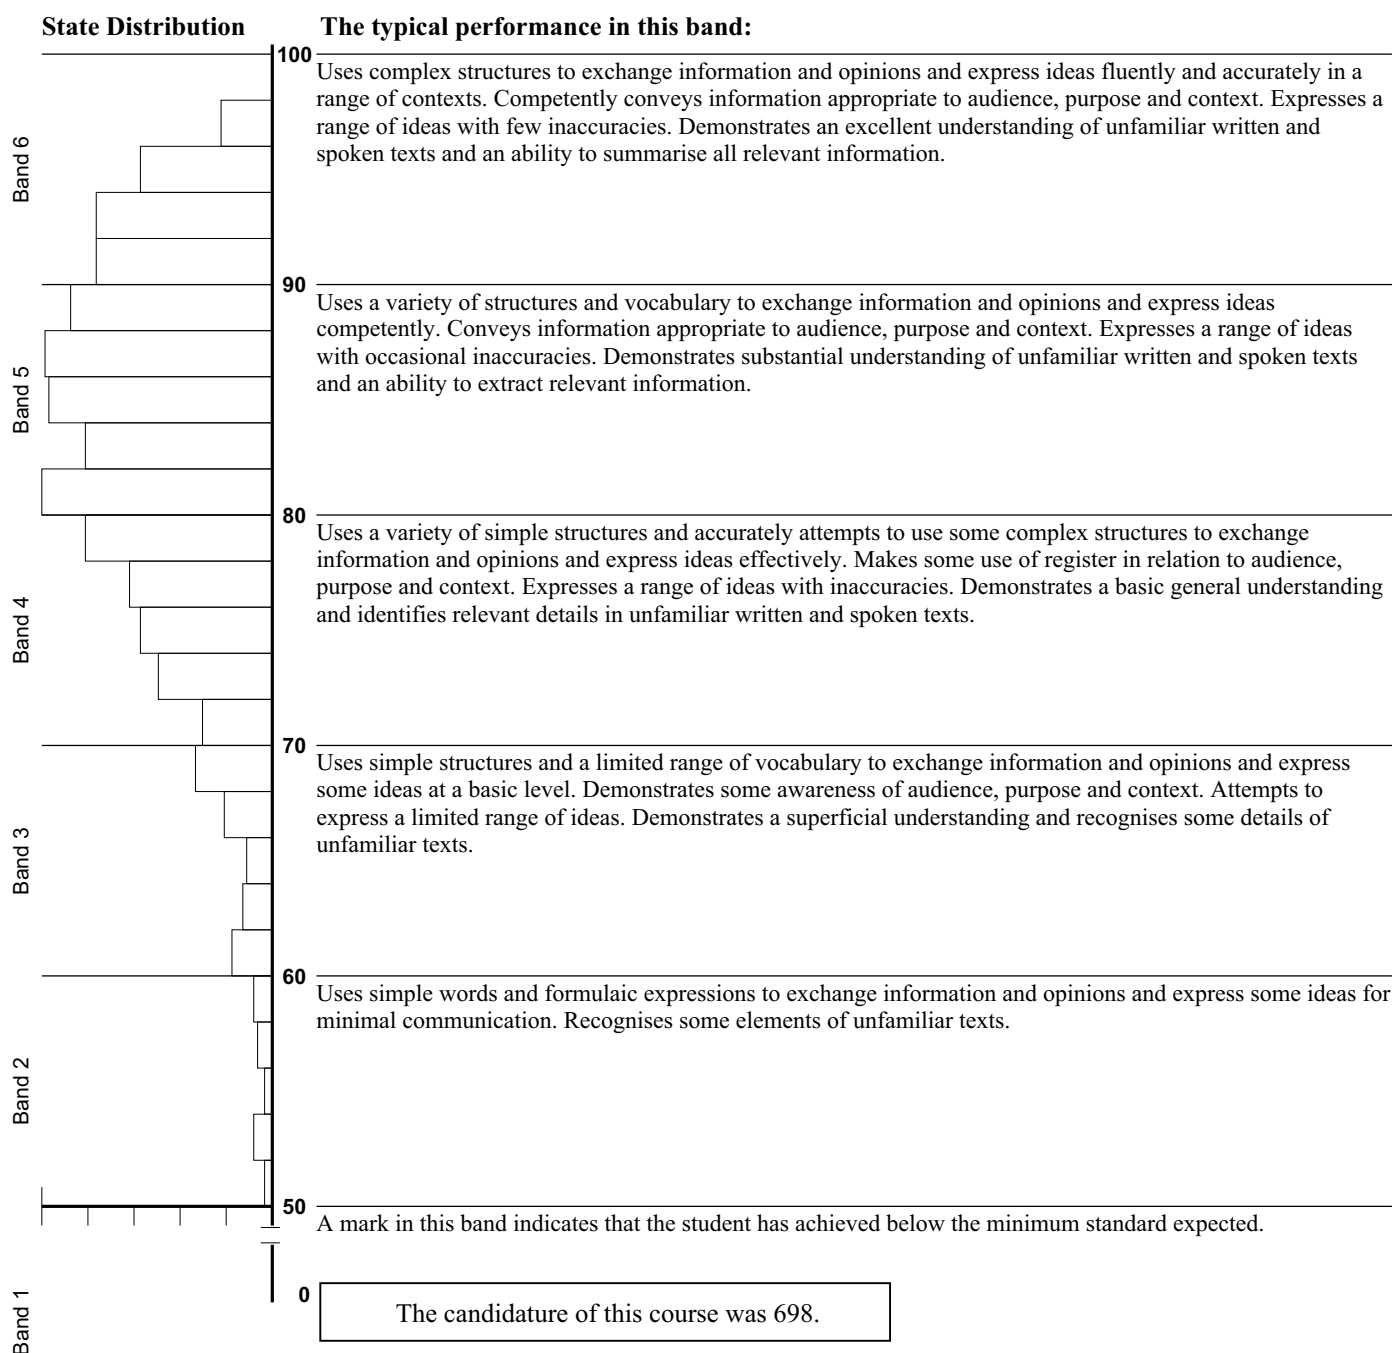 State Distribution
The typical performance in this band:
100
Uses complex structures to exchange information and opinions and express ideas fluently and accurately in a
range of contexts. Competently conveys information appropriate to audience, purpose and context. Expresses a
range of ideas with few inaccuracies. Demonstrates an excellent understanding of unfamiliar written and
spoken texts and an ability to summarise all relevant information.
Band 6
90
Uses a variety of structures and vocabulary to exchange information and opinions and express ideas
competently. Conveys information appropriate to audience, purpose and context. Expresses a range of ideas
with occasional inaccuracies. Demonstrates substantial understanding of unfamiliar written and spoken texts
and an ability to extract relevant information.
Band 5
80
Uses a variety of simple structures and accurately attempts to use some complex structures to exchange
information and opinions and express ideas effectively. Makes some use of register in relation to audience,
purpose and context. Expresses a range of ideas with inaccuracies. Demonstrates a basic general understanding
and identifies relevant details in unfamiliar written and spoken texts.
Band 4
70
Uses simple structures and a limited range of vocabulary to exchange information and opinions and express
some ideas at a basic level. Demonstrates some awareness of audience, purpose and context. Attempts to
express a limited range of ideas. Demonstrates a superficial understanding and recognises some details of
unfamiliar texts.
Band 3
60
Uses simple words and formulaic expressions to exchange information and opinions and express some ideas for
minimal communication. Recognises some elements of unfamiliar texts.
Band 2
50
A mark in this band indicates that the student has achieved below the minimum standard expected.
0
Band 1
The candidature of this course was 698.